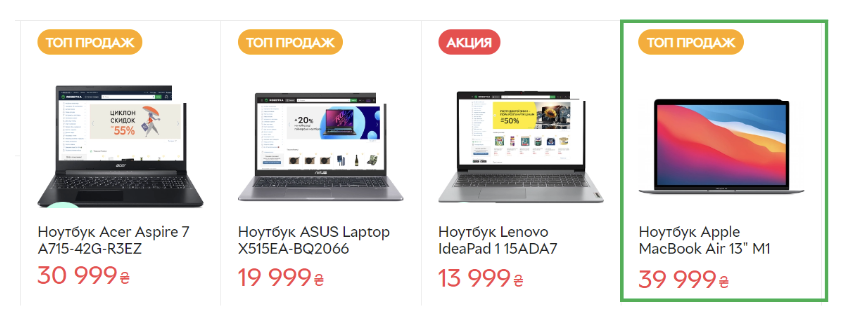 ТОП ПРОДАЖ
ТОП ПРОДАЖ
АКЦИЯ
ТОП ПРОДАЖ
ЦИКЛОН
СКИДОК
55%
-20%
50%
acer
ASUS
Ноутбук Acer Aspire 7
A715-42G-R3EZ
30 999₴
Ноутбук ASUS Laptop
X515EA-BQ2066
19 999₴
Ноутбук Lenovo
IdeaPad 1 15ADA7
13 999₴
Ноутбук Apple
MacBook Air 13" M1
39 999₴